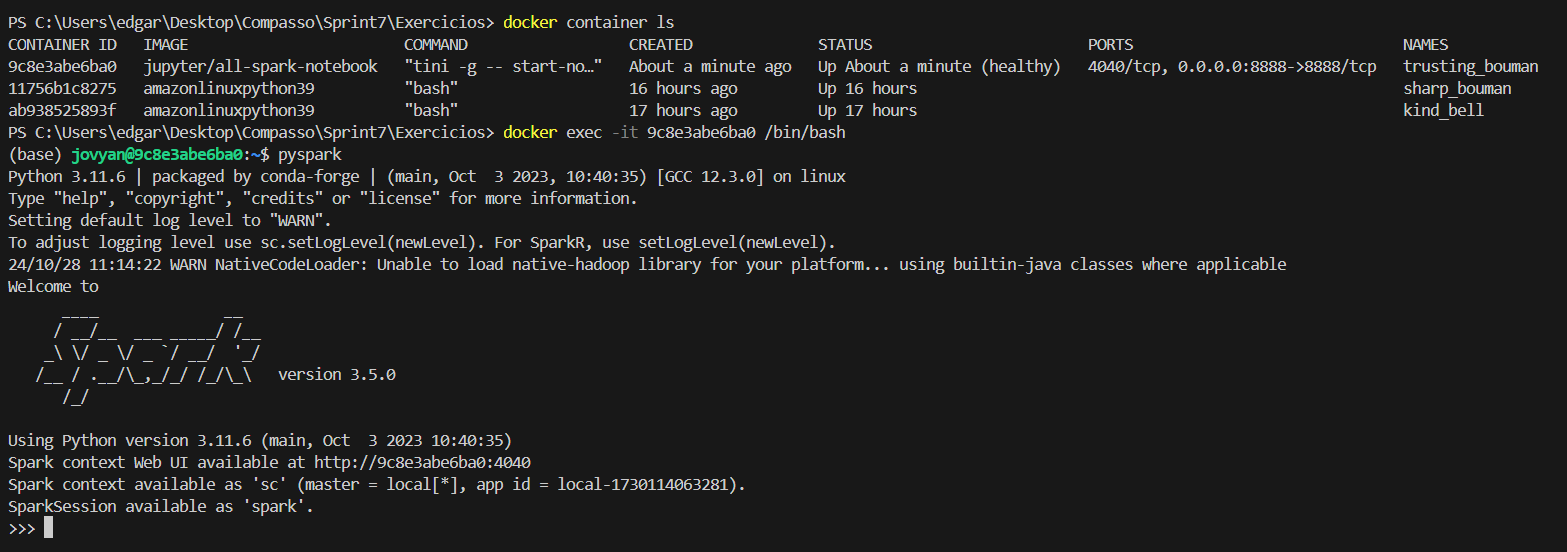 PS C:\Users\edgar\Desktop\Compasso\Sprint7\Exercicios> docker container ls
CONTAINER ID   IMAGE                        COMMAND                  CREATED              STATUS                        PORTS                              NAMES
9c8e3abe6ba0   jupyter/all-spark-notebook   "tini -g -- start-no…"   About a minute ago   Up About a minute (healthy)   4040/tcp, 0.0.0.0:8888->8888/tcp   trusting_bouman
11756b1c8275   amazonlinuxpython39          "bash"                   16 hours ago         Up 16 hours                                                      sharp_bouman
ab938525893f   amazonlinuxpython39          "bash"                   17 hours ago         Up 17 hours                                                      kind_bell
PS C:\Users\edgar\Desktop\Compasso\Sprint7\Exercicios> docker exec -it 9c8e3abe6ba0 /bin/bash
(base) jovyan@9c8e3abe6ba0:~$ pyspark
Python 3.11.6 | packaged by conda-forge | (main, Oct  3 2023, 10:40:35) [GCC 12.3.0] on linux
Type "help", "copyright", "credits" or "license" for more information.
Setting default log level to "WARN".
To adjust logging level use sc.setLogLevel(newLevel). For SparkR, use setLogLevel(newLevel).
24/10/28 11:14:22 WARN NativeCodeLoader: Unable to load native-hadoop library for your platform... using builtin-java classes where applicable
Welcome to
      ____              __
     / __/__  ___ _____/ /__
    _\ \/ _ \/ _ `/ __/  '_/
   /__ / .__/\_,_/_/ /_/\_\   version 3.5.0
      /_/
Using Python version 3.11.6 (main, Oct  3 2023 10:40:35)
Spark context Web UI available at http://9c8e3abe6ba0:4040
Spark context available as 'sc' (master = local[*], app id = local-1730114063281).
SparkSession available as 'spark'.
>>>